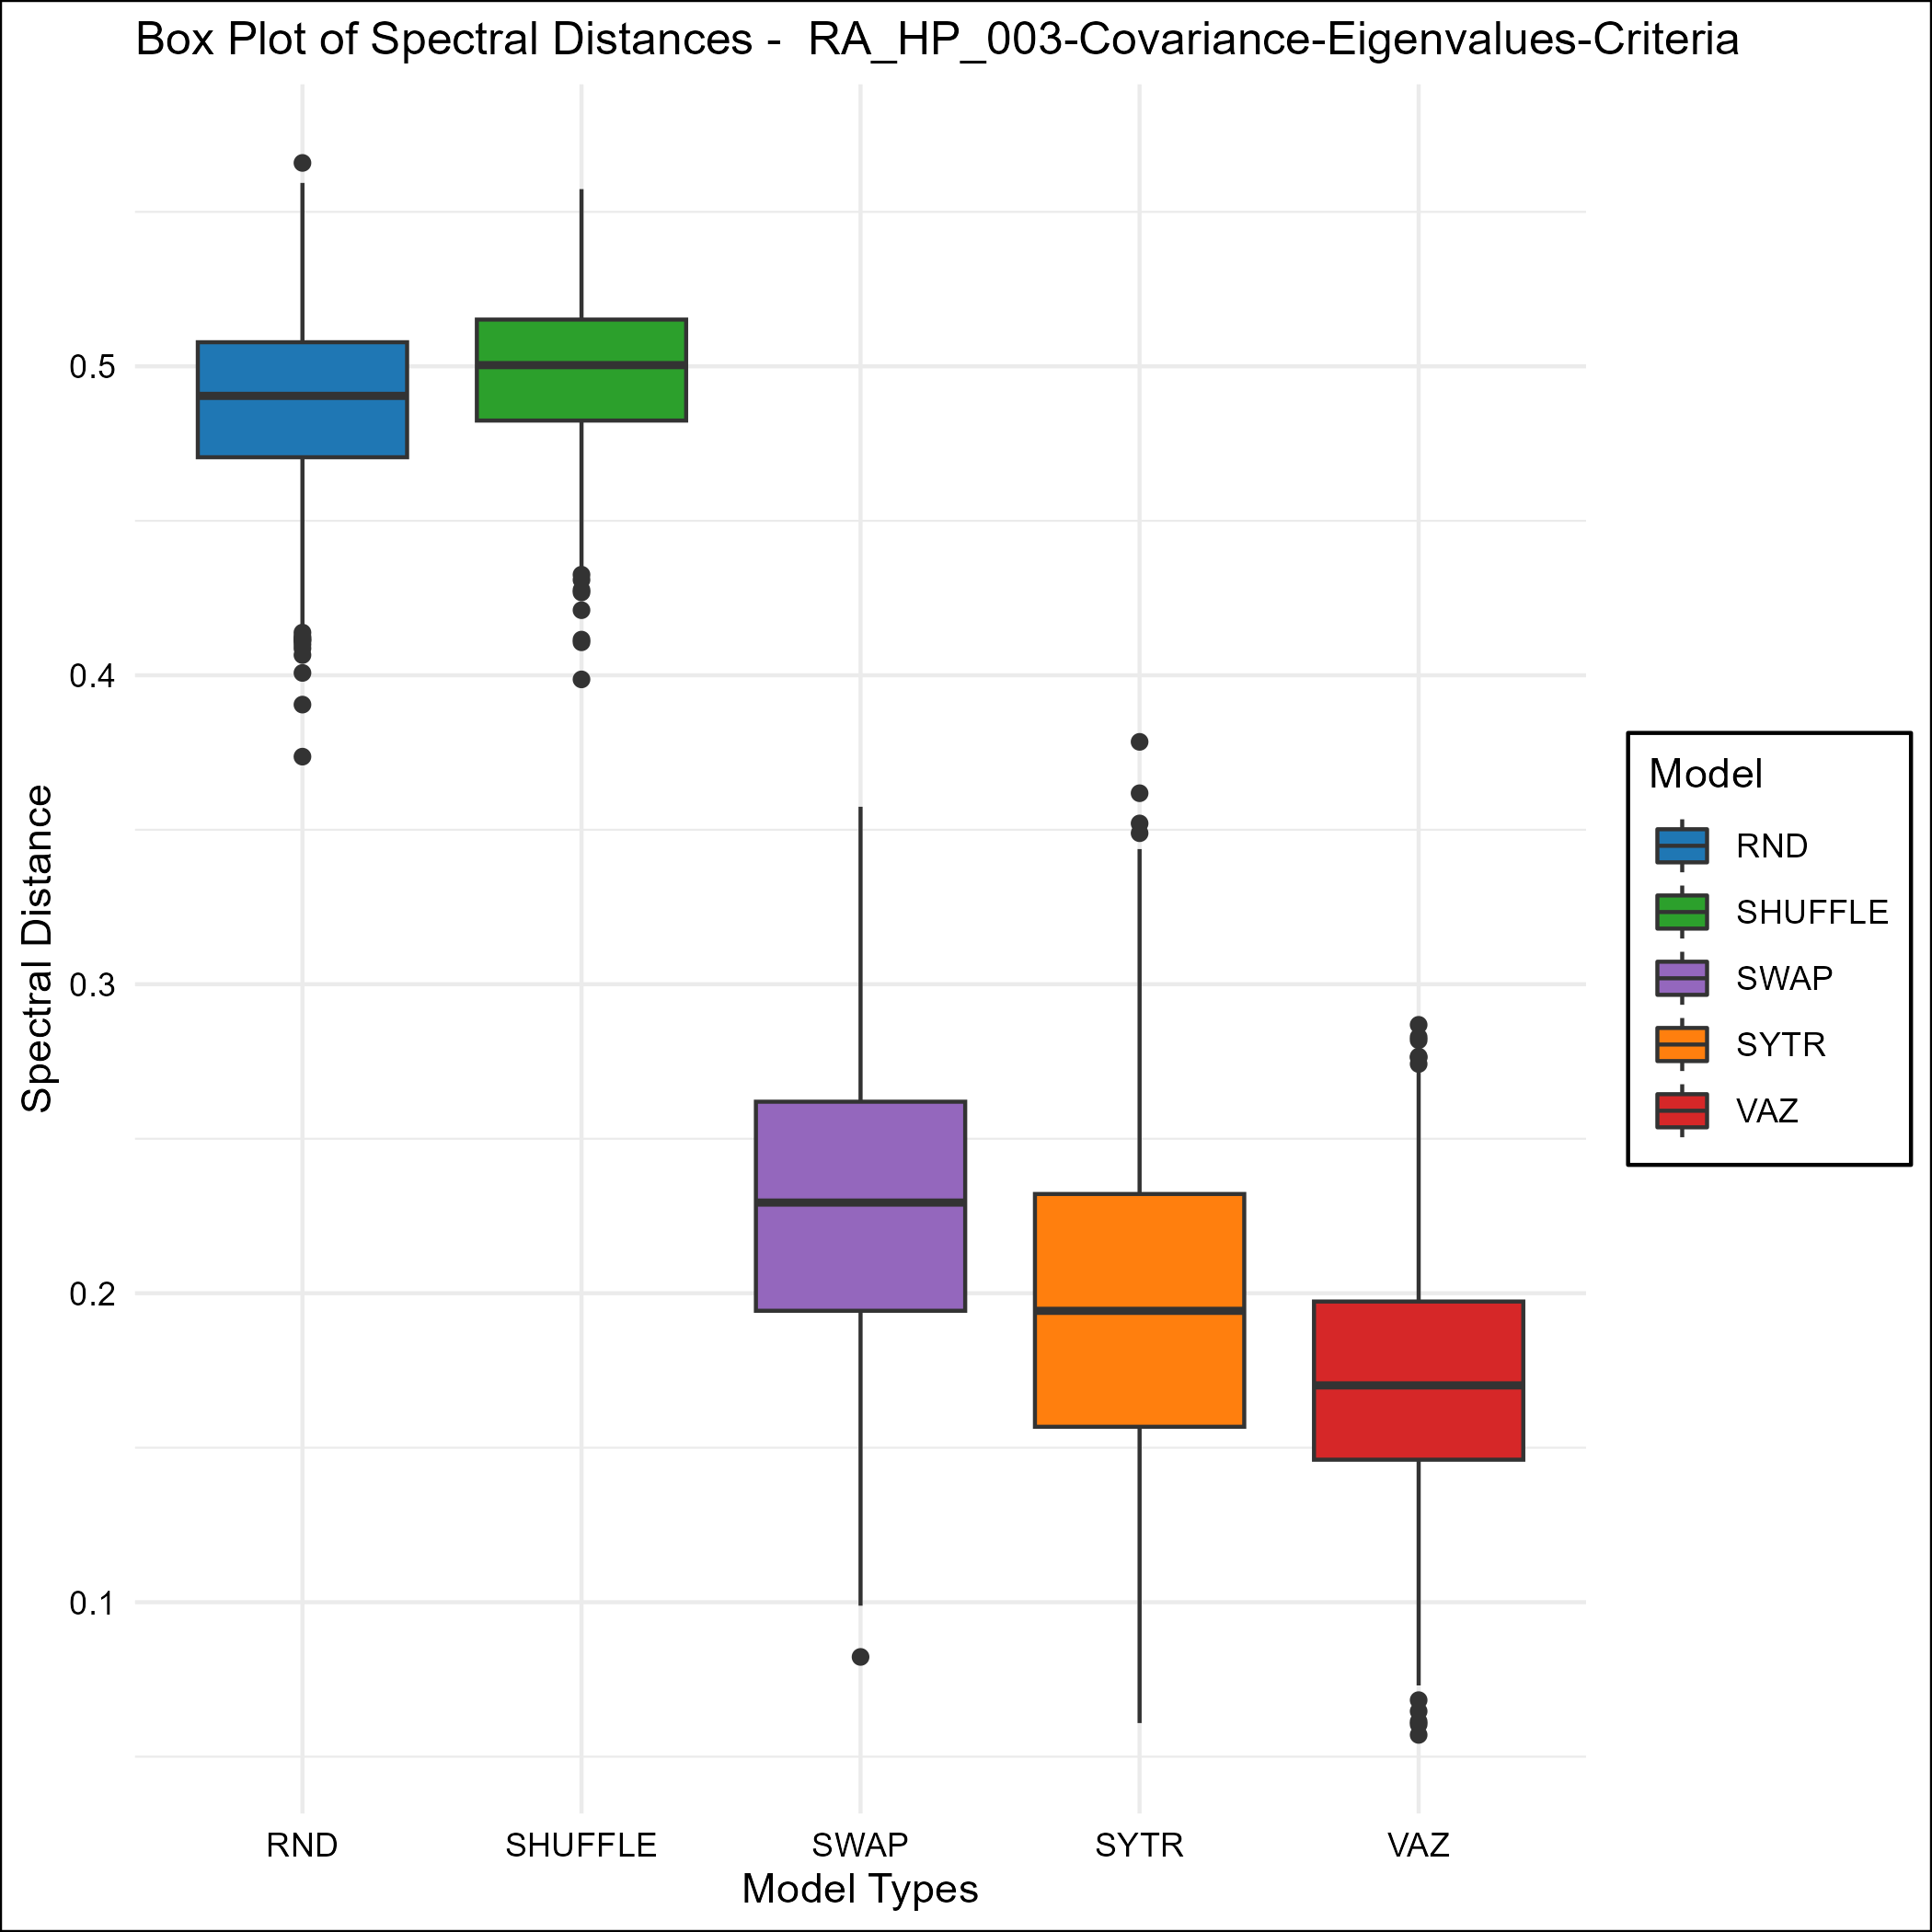 Box Plot of Spectral Distances -  RA_HP_003-Covariance-Eigenvalues-Criteria
Spectral Distance
0.5
0.4
0.3
0.2
0.1
RND
SHUFFLE
SWAP
SYTR
VAZ
Model Types
Model
RND
SHUFFLE
SWAP
SYTR
VAZ